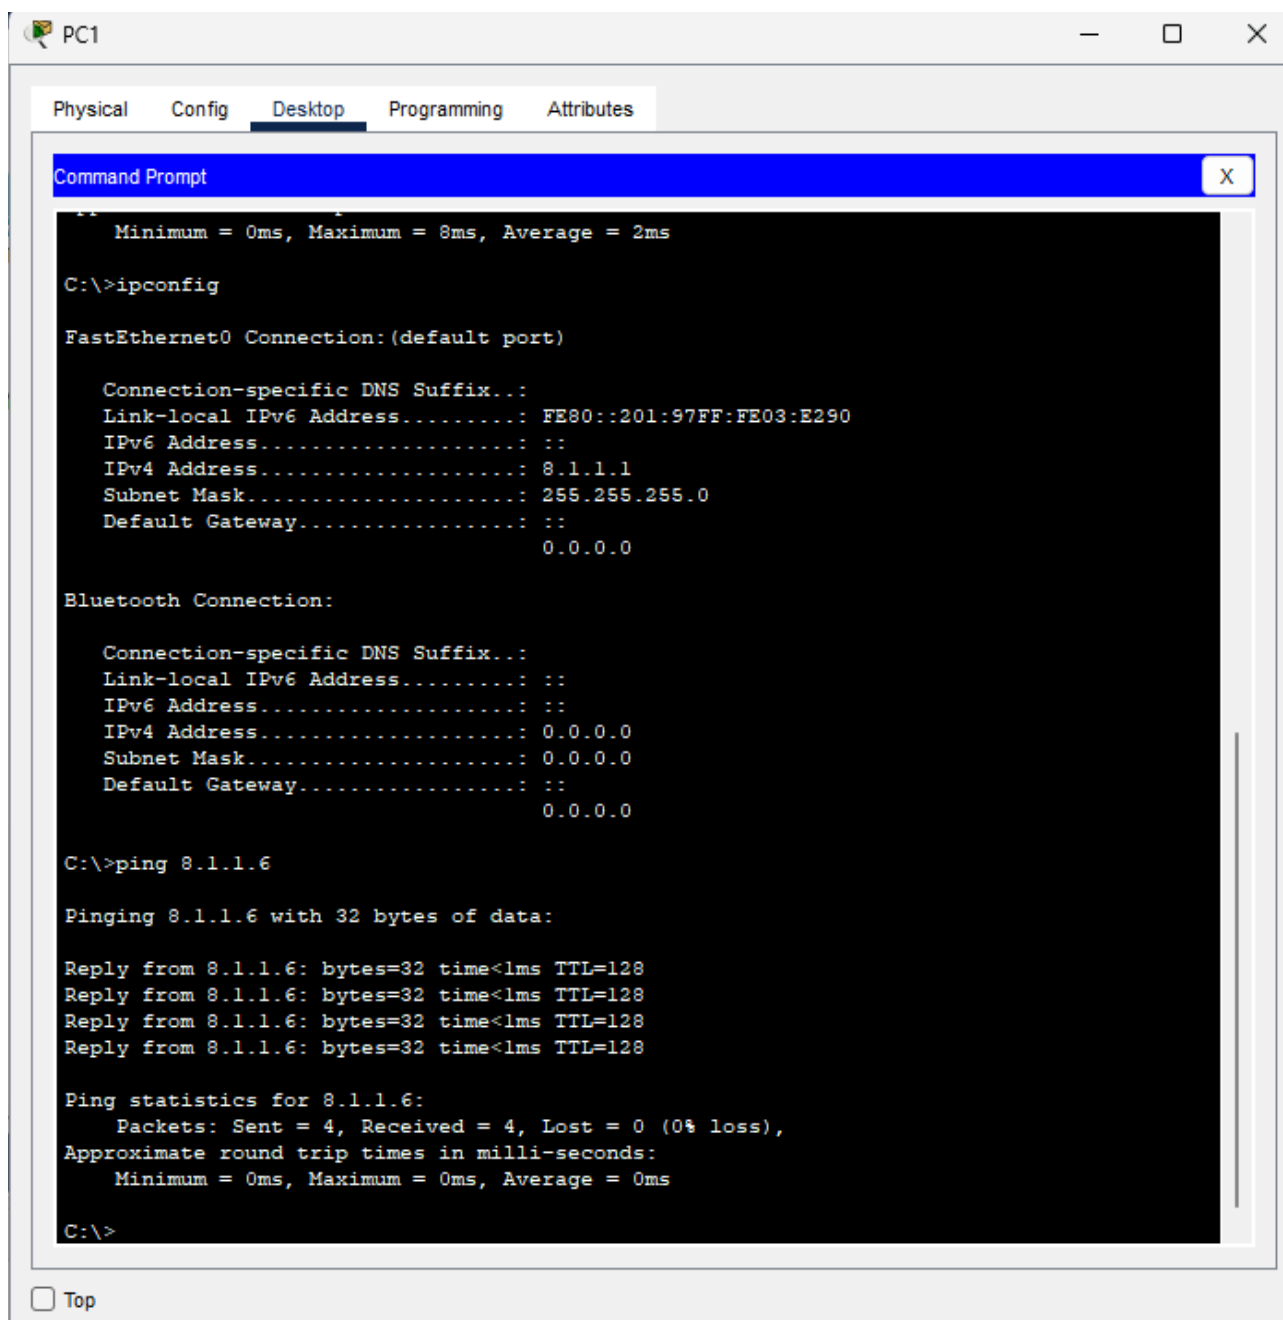 PC1
Physical Config Desktop Programming Attributes
Command Prompt X
Minimum = 0ms, Maximum = 8ms, Average = 2ms
C:\>ipconfig
FastEthernet0 Connection:(default port)
Connection-specific DNS Suffix..:
Link-local IPv6 Address.........: FE80::201:97FF:FE03:E290
IPv6 Address....................: ::
IPv4 Address....................: 8.1.1.1
Subnet Mask.....................: 255.255.255.0
Default Gateway.................: ::
0.0.0.0
Bluetooth Connection:
Connection-specific DNS Suffix..:
Link-local IPv6 Address.........: ::
IPv6 Address....................: ::
IPv4 Address....................: 0.0.0.0
Subnet Mask.....................: 0.0.0.0
Default Gateway.................: ::
0.0.0.0
C:\>ping 8.1.1.6
Pinging 8.1.1.6 with 32 bytes of data:
Reply from 8.1.1.6: bytes=32 time<1ms TTL=128
Reply from 8.1.1.6: bytes=32 time<1ms TTL=128
Reply from 8.1.1.6: bytes=32 time<1ms TTL=128
Reply from 8.1.1.6: bytes=32 time<1ms TTL=128
Ping statistics for 8.1.1.6:
Packets: Sent = 4, Received = 4, Lost = 0 (0% loss),
Approximate round trip times in milli-seconds:
Minimum = 0ms, Maximum = 0ms, Average = 0ms
C:\>
Top